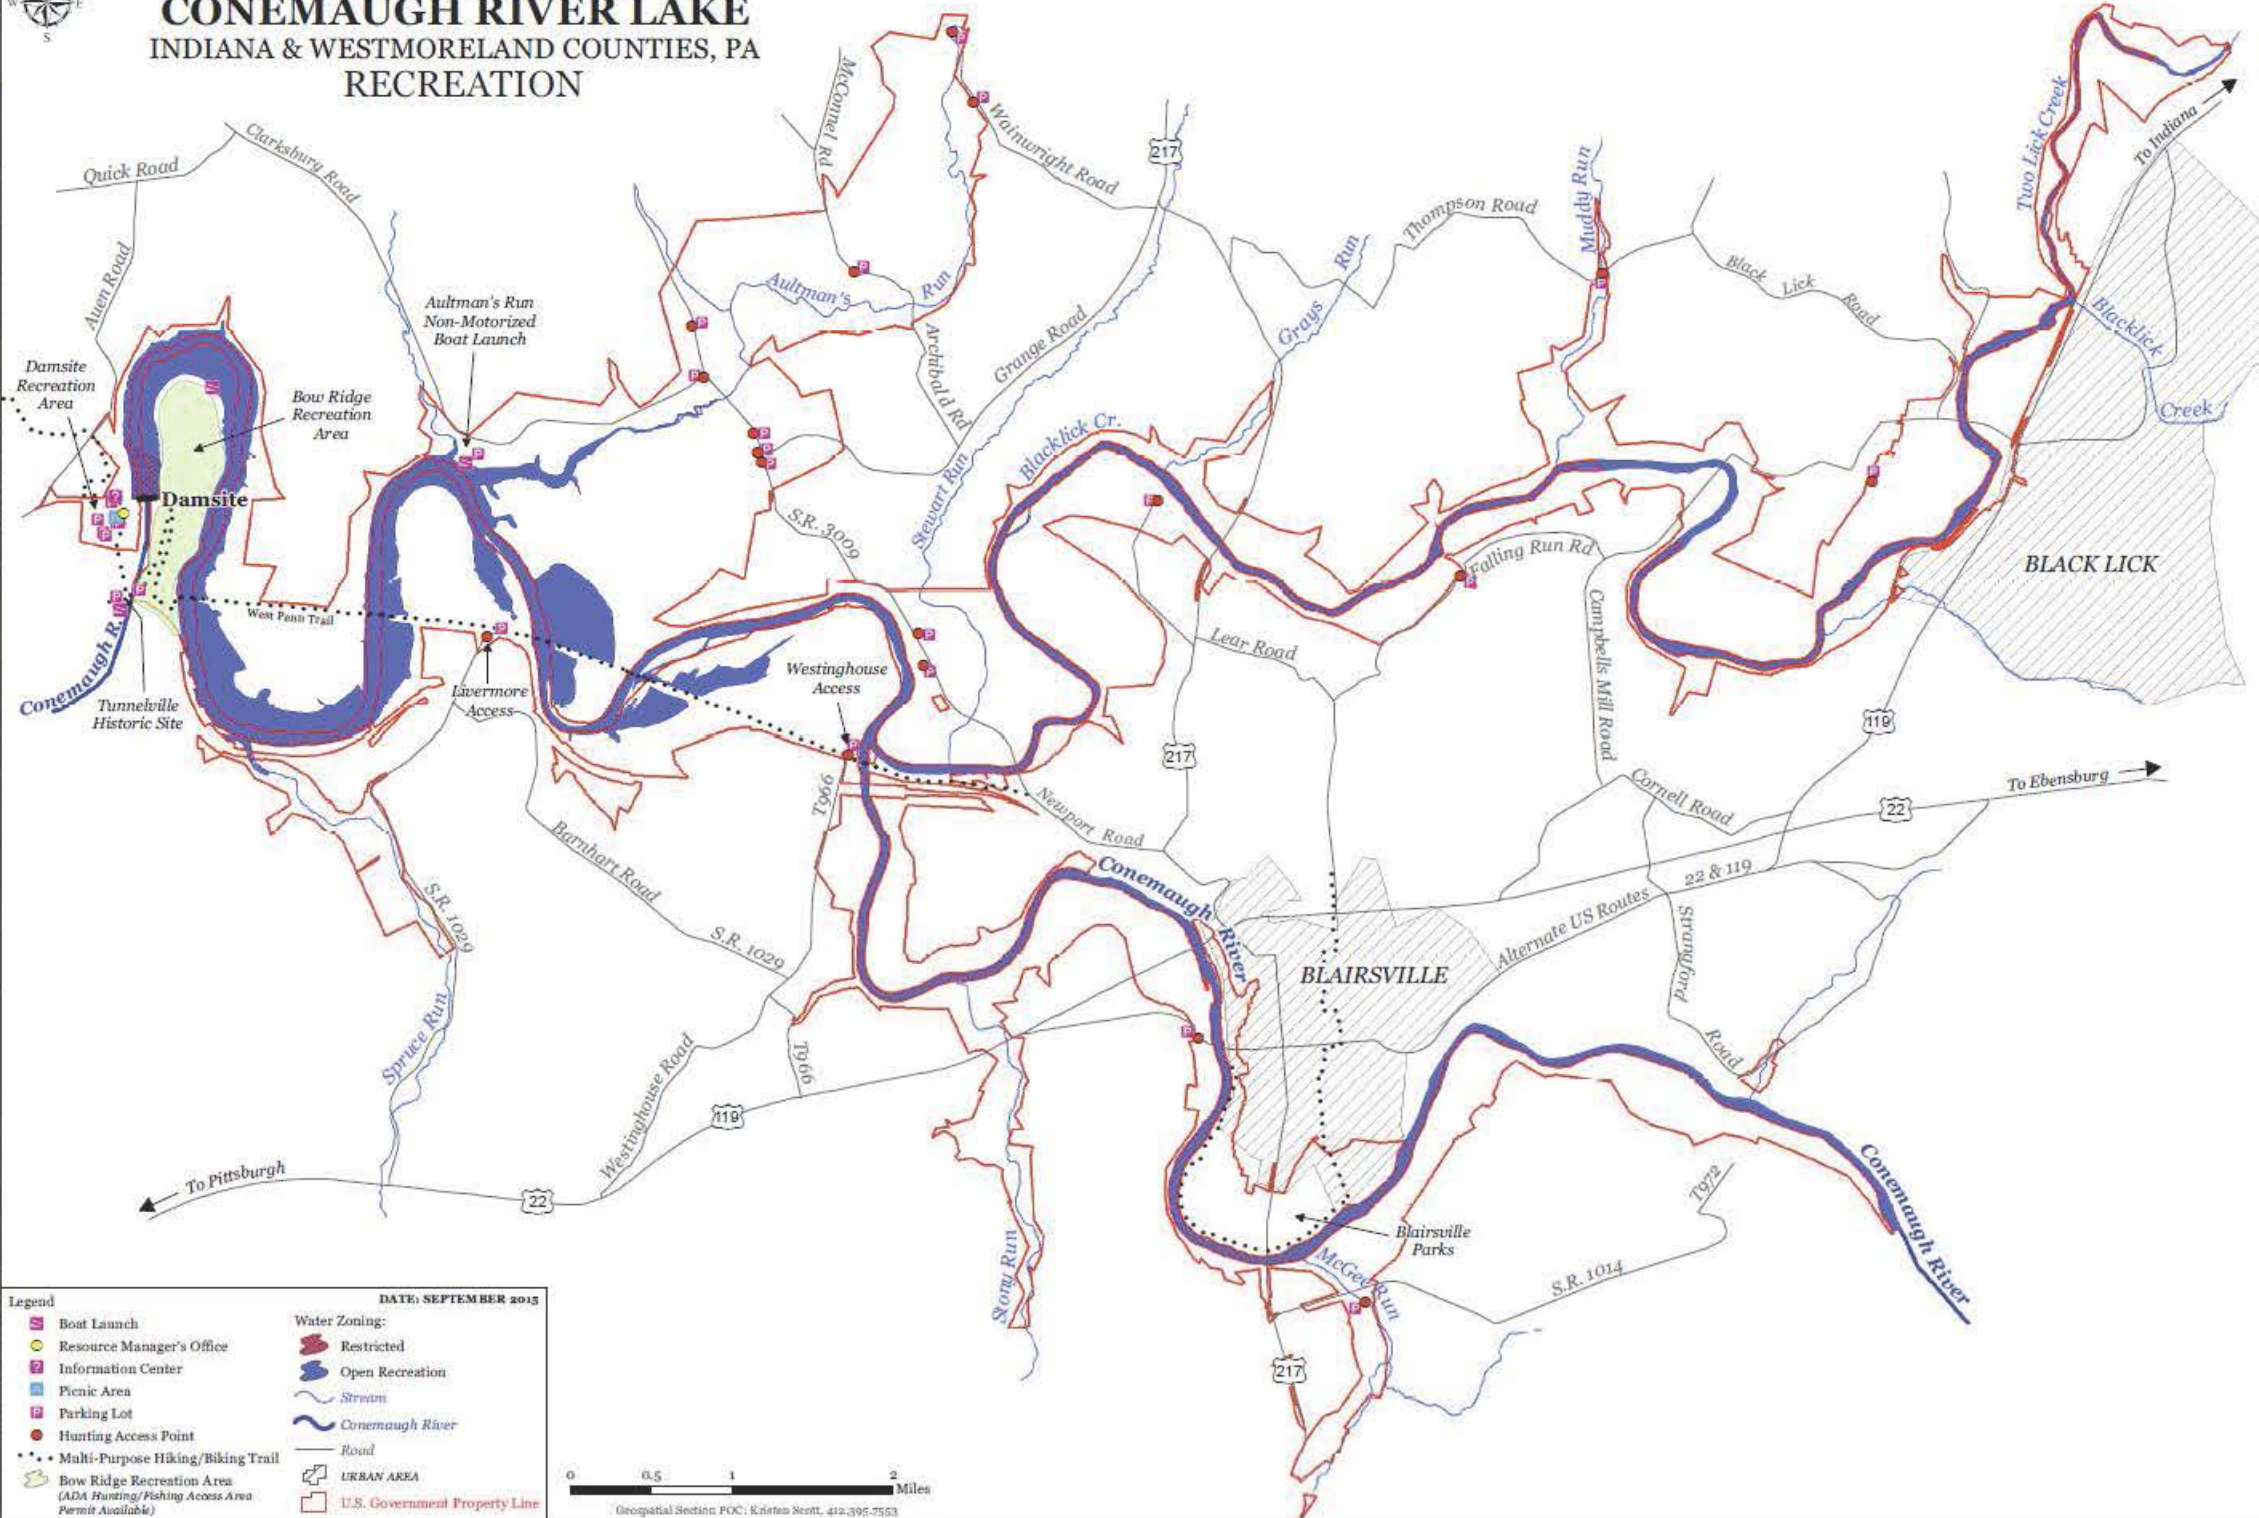 W
E
S
CONEMAUGH RIVER LAKE
INDIANA & WESTMORELAND COUNTIES, PA
RECREATION
McConnel Rd
Wainwright Road
217
Two Lick Creek
To Indiana
Quick Road
Clarksburg Road
Auen Road
Aultman's
Run
Archibald Rd
Grange Road
Grays
Run
Thompson Road
Muddy Run
Black Lick Road
Blacklick
Creek
Aultman's Run
Non-Motorized
Boat Launch
Damsite
Recreation
Area
Bow Ridge
Recreation
Area
Damsite
S.R. 3009
Stewart Run
Blacklick Cr.
Falling Run Rd
Campbells Mill Road
BLACK LICK
West Penn Trail
Conemaugh R.
Tunnelville
Historic Site
Livermore
Access
Westinghouse
Access
Lear Road
217
119
T966
Newport Road
Cornell Road
22
To Ebensburg
Barnhart Road
S.R. 1029
S.R. 1029
Conemaugh
River
BLAIRSVILLE
Alternate US Routes
22 & 119
Strangford
Road
Spruce Run
Westinghouse Road
T966
119
To Pittsburgh
22
Stony Run
Blairsville
Parks
McGee Run
T972
S.R. 1014
Conemaugh River
217
Legend
DATE: SEPTEMBER 2015
Boat Launch
Resource Manager's Office
Information Center
Picnic Area
Parking Lot
Hunting Access Point
Multi-Purpose Hiking/Biking Trail
Bow Ridge Recreation Area
(ADA Hunting/Fishing Access Area
Permit Available)
Water Zoning:
Restricted
Open Recreation
Stream
Conemaugh River
Road
URBAN AREA
U.S. Government Property Line
0 0.5 1 2
Miles
Geospatial Section POC: Kristen Scott, 412.395.7553